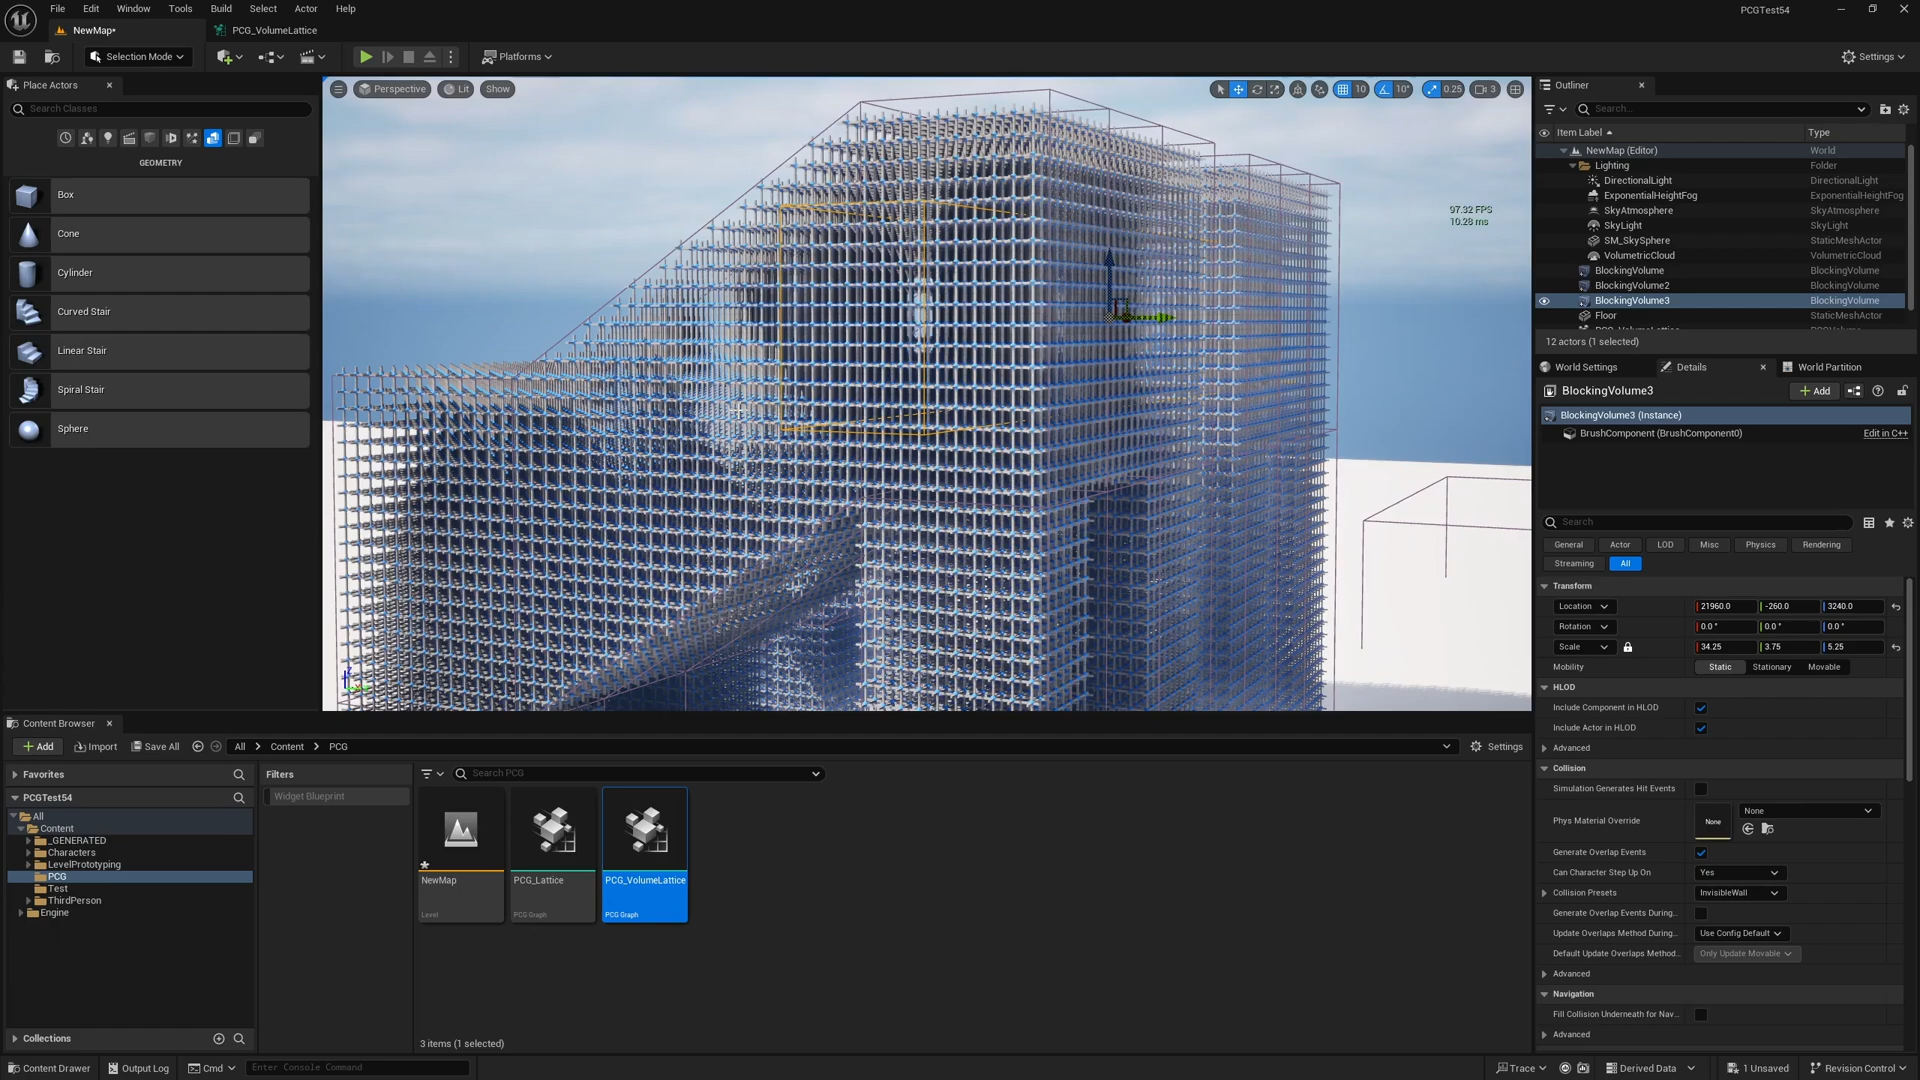 File Edit Window Tools Build Select Actor Help
PCGTest54
NewMap•
PCG_VolumeLattice
Selection Mode
Platforms
Settings
Place Actors
Search Classes
GEOMETRY
Box
Cone
Cylinder
Curved Stair
Linear Stair
Spiral Stair
Sphere
Perspective
Lit
Show
10
10°
0.25
3
97.32 FPS
10.28 ms
Outliner
Search...
Item Label
Type
NewMap (Editor)
World
Lighting
Folder
DirectionalLight
DirectionalLight
ExponentialHeightFog
ExponentialHeightFog
SkyAtmosphere
SkyAtmosphere
SkyLight
SkyLight
SM_SkySphere
StaticMeshActor
VolumetricCloud
VolumetricCloud
BlockingVolume
BlockingVolume
BlockingVolume2
BlockingVolume
BlockingVolume3
BlockingVolume
Floor
StaticMeshActor
12 actors (1 selected)
World Settings
Details
World Partition
BlockingVolume3
Add
BlockingVolume3 (Instance)
BrushComponent (BrushComponent0)
Edit in C++
Search
General
Actor
LOD
Misc
Physics
Rendering
Streaming
All
Transform
Location
21960.0
-260.0
3240.0
Rotation
0.0 °
0.0 °
0.0 °
Scale
34.25
3.75
5.25
Mobility
Static
Stationary
Movable
HLOD
Include Component in HLOD
Include Actor in HLOD
Advanced
Collision
Simulation Generates Hit Events
Phys Material Override
None
None
Generate Overlap Events
Can Character Step Up On
Yes
Collision Presets
InvisibleWall
Generate Overlap Events During..
Update Overlaps Method During..
Use Config Default
Default Update Overlaps Method..
Only Update Movable
Advanced
Navigation
Fill Collision Underneath for Nav..
Advanced
Content Browser
Add
Import
Save All
All
Content
PCG
Settings
Favorites
PCGTest54
All
Content
_GENERATED
Characters
LevelPrototyping
PCG
Test
ThirdPerson
Engine
Collections
Filters
Widget Blueprint
Search PCG
NewMap
Level
PCG_Lattice
PCG Graph
PCG_VolumeLattice
PCG Graph
3 items (1 selected)
Content Drawer
Output Log
Cmd
Enter Console Command
Trace
Derived Data
1 Unsaved
Revision Control